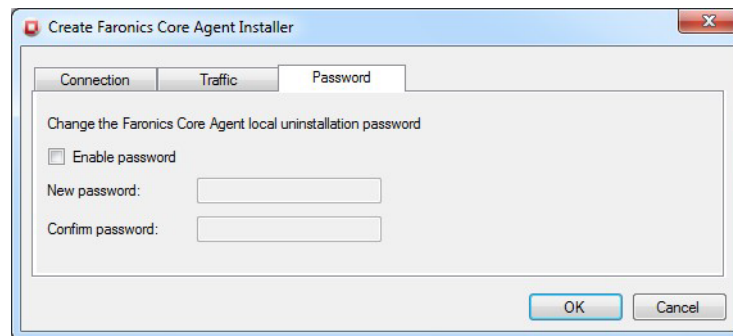 Create Faronics Core Agent Installer
Connection Traffic Password
Change the Faronics Core Agent local uninstallation password
Enable password
New password:
Confirm password:
OK Cancel